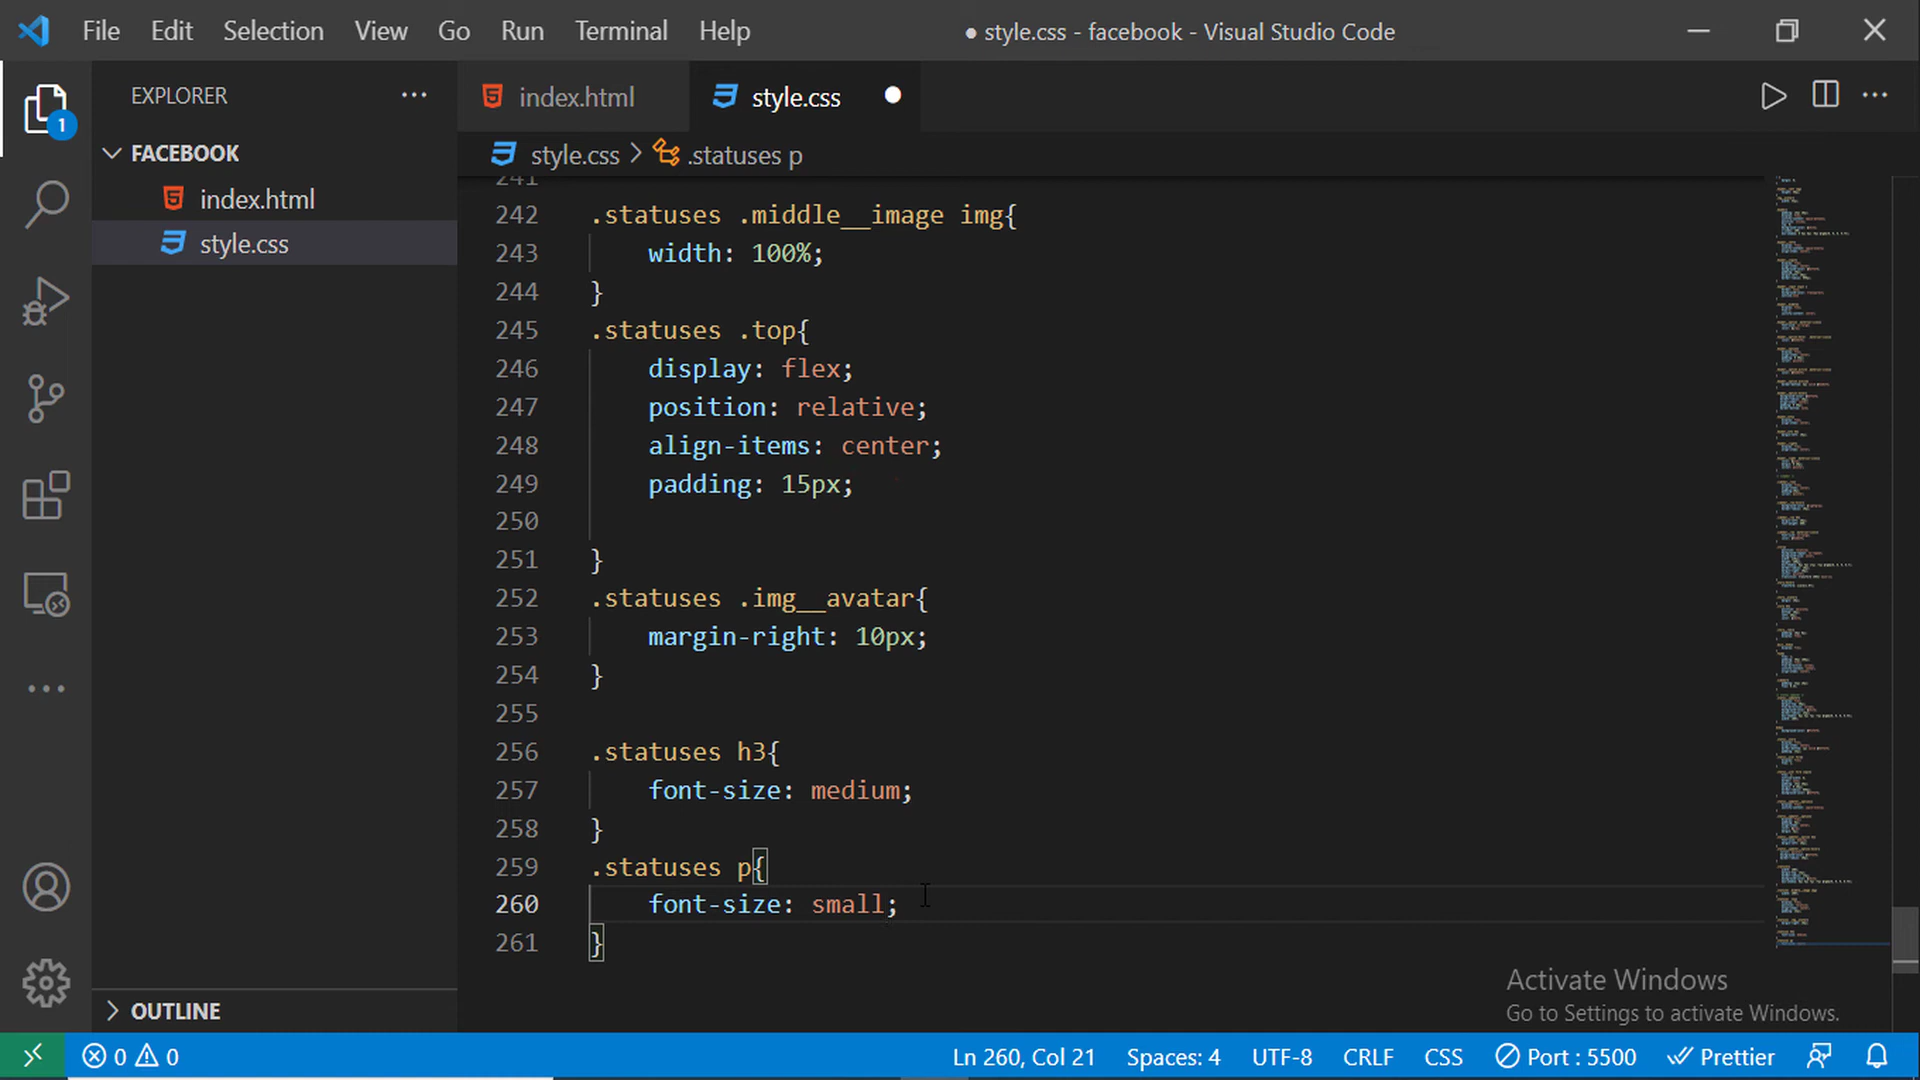 File Edit Selection View Go Run Terminal Help ● style.css - facebook - Visual Studio Code
EXPLORER ···
index.html
style.css
1
FACEBOOK
style.css > .statuses p
index.html
style.css
241
242 .statuses .middle__image img{
243 width: 100%;
244 }
245 .statuses .top{
246 display: flex;
247 position: relative;
248 align-items: center;
249 padding: 15px;
250
251 }
252 .statuses .img__avatar{
253 margin-right: 10px;
254 }
255
256 .statuses h3{
257 font-size: medium;
258 }
259 .statuses p{
260 font-size: small;
261 }
OUTLINE
Activate Windows
Go to Settings to activate Windows.
0 0 Ln 260, Col 21 Spaces: 4 UTF-8 CRLF CSS Port : 5500 Prettier